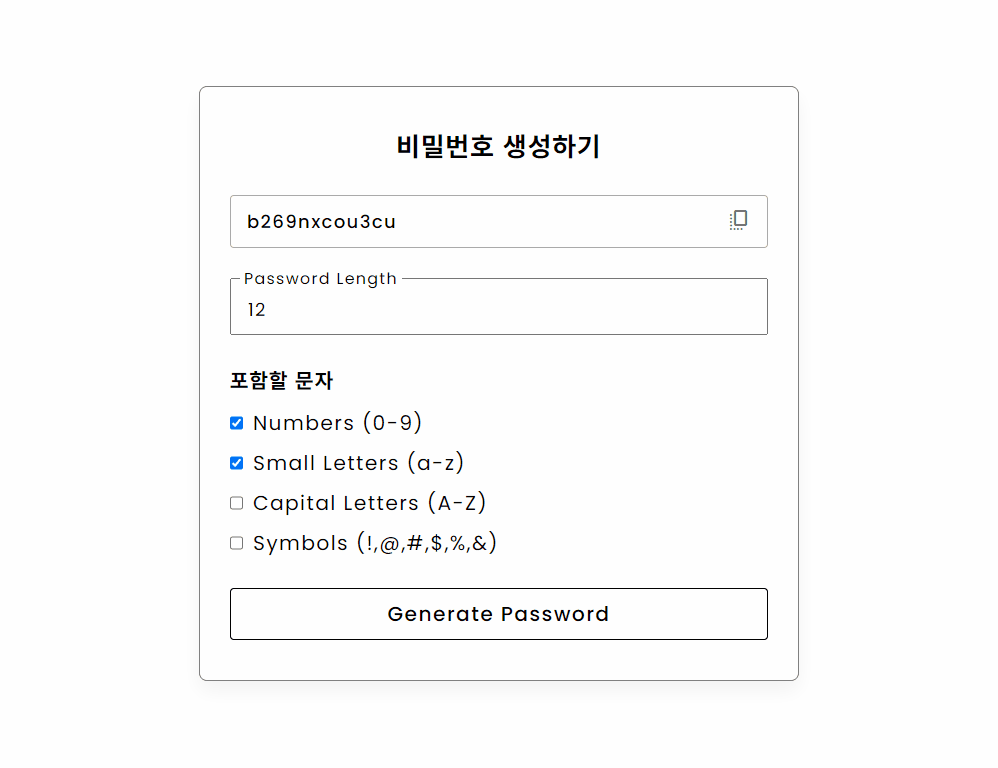 비밀번호 생성하기
b269nxcou3cu
Password Length
12
포함할 문자
Numbers (0-9)
Small Letters (a-z)
Capital Letters (A-Z)
Symbols (!,@,#,$,%,&)
Generate Password